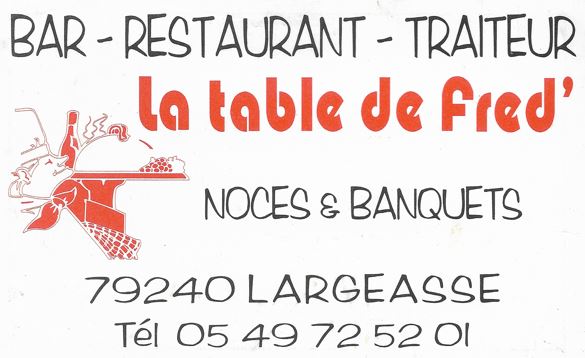 BAR - RESTAURANT - TRAITEUR
La table de Fred'
NOCES & BANQUETS
79240 LARGEASSE
Tél 05 49 72 52 01